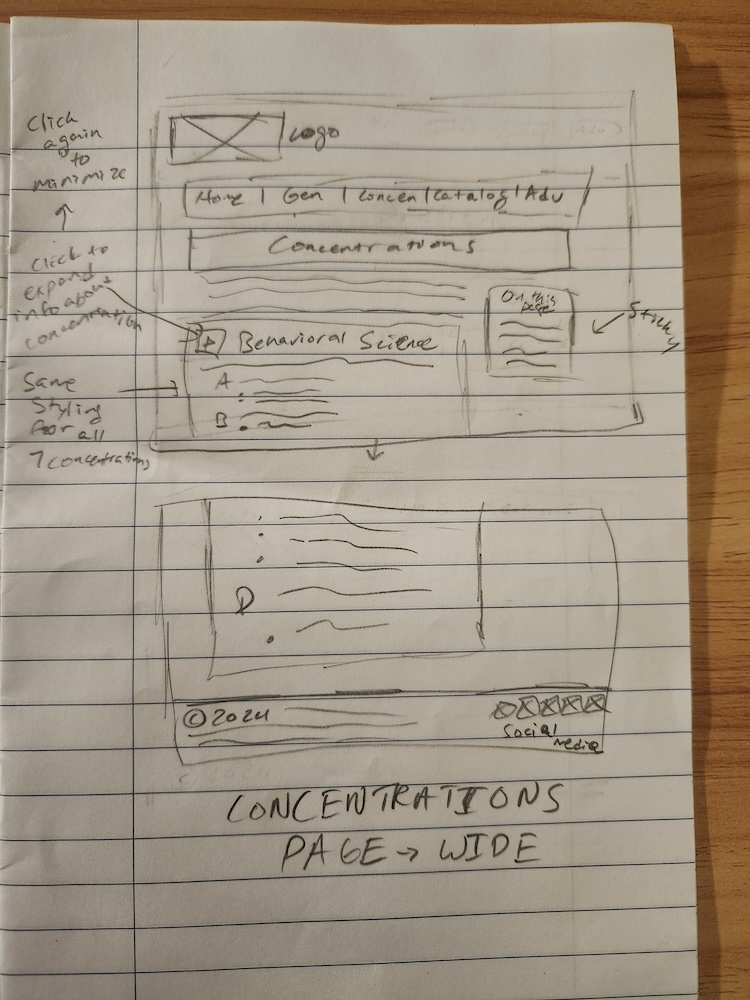 Click
again
to
minimize
Click to
expand
info about
concentration
Same
Styling
for all
7 concentrations
Logo
Home | Gen | Concen | Catalog | Adv
Concentrations
On this
page
Sticky
+ Behavioral Science
A
B
D
© 2024
Social
Media
CONCENTRATIONS
PAGE → WIDE